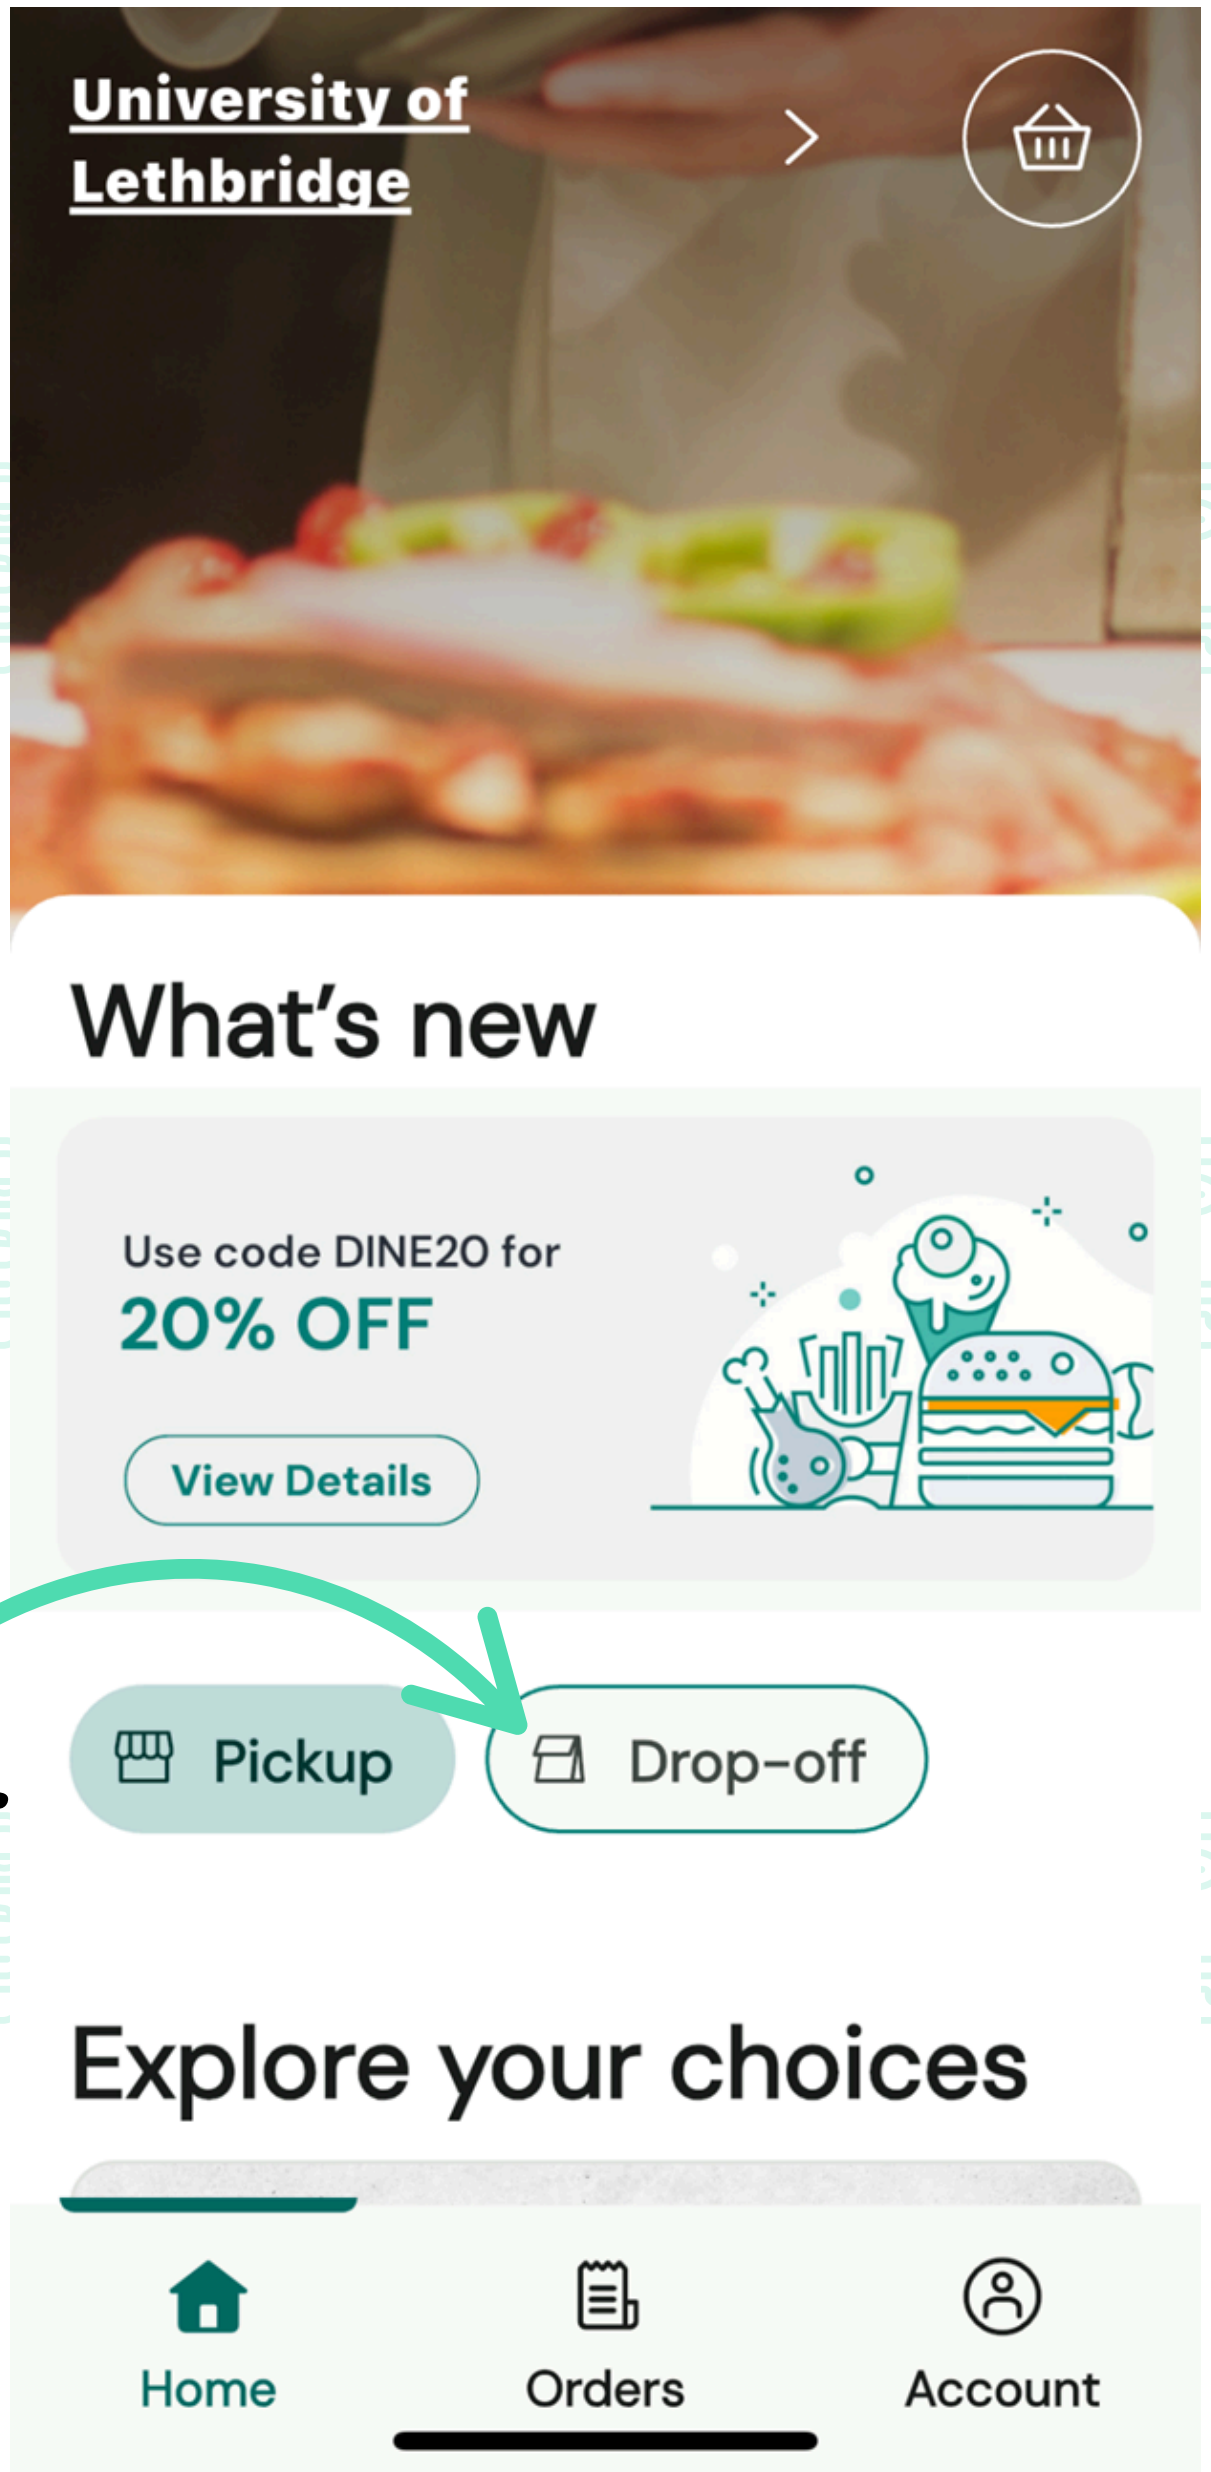 University of
Lethbridge
What's new
Use code DINE20 for
20% OFF
View Details
Pickup
Drop-off
Explore your choices
Home
Orders
Account